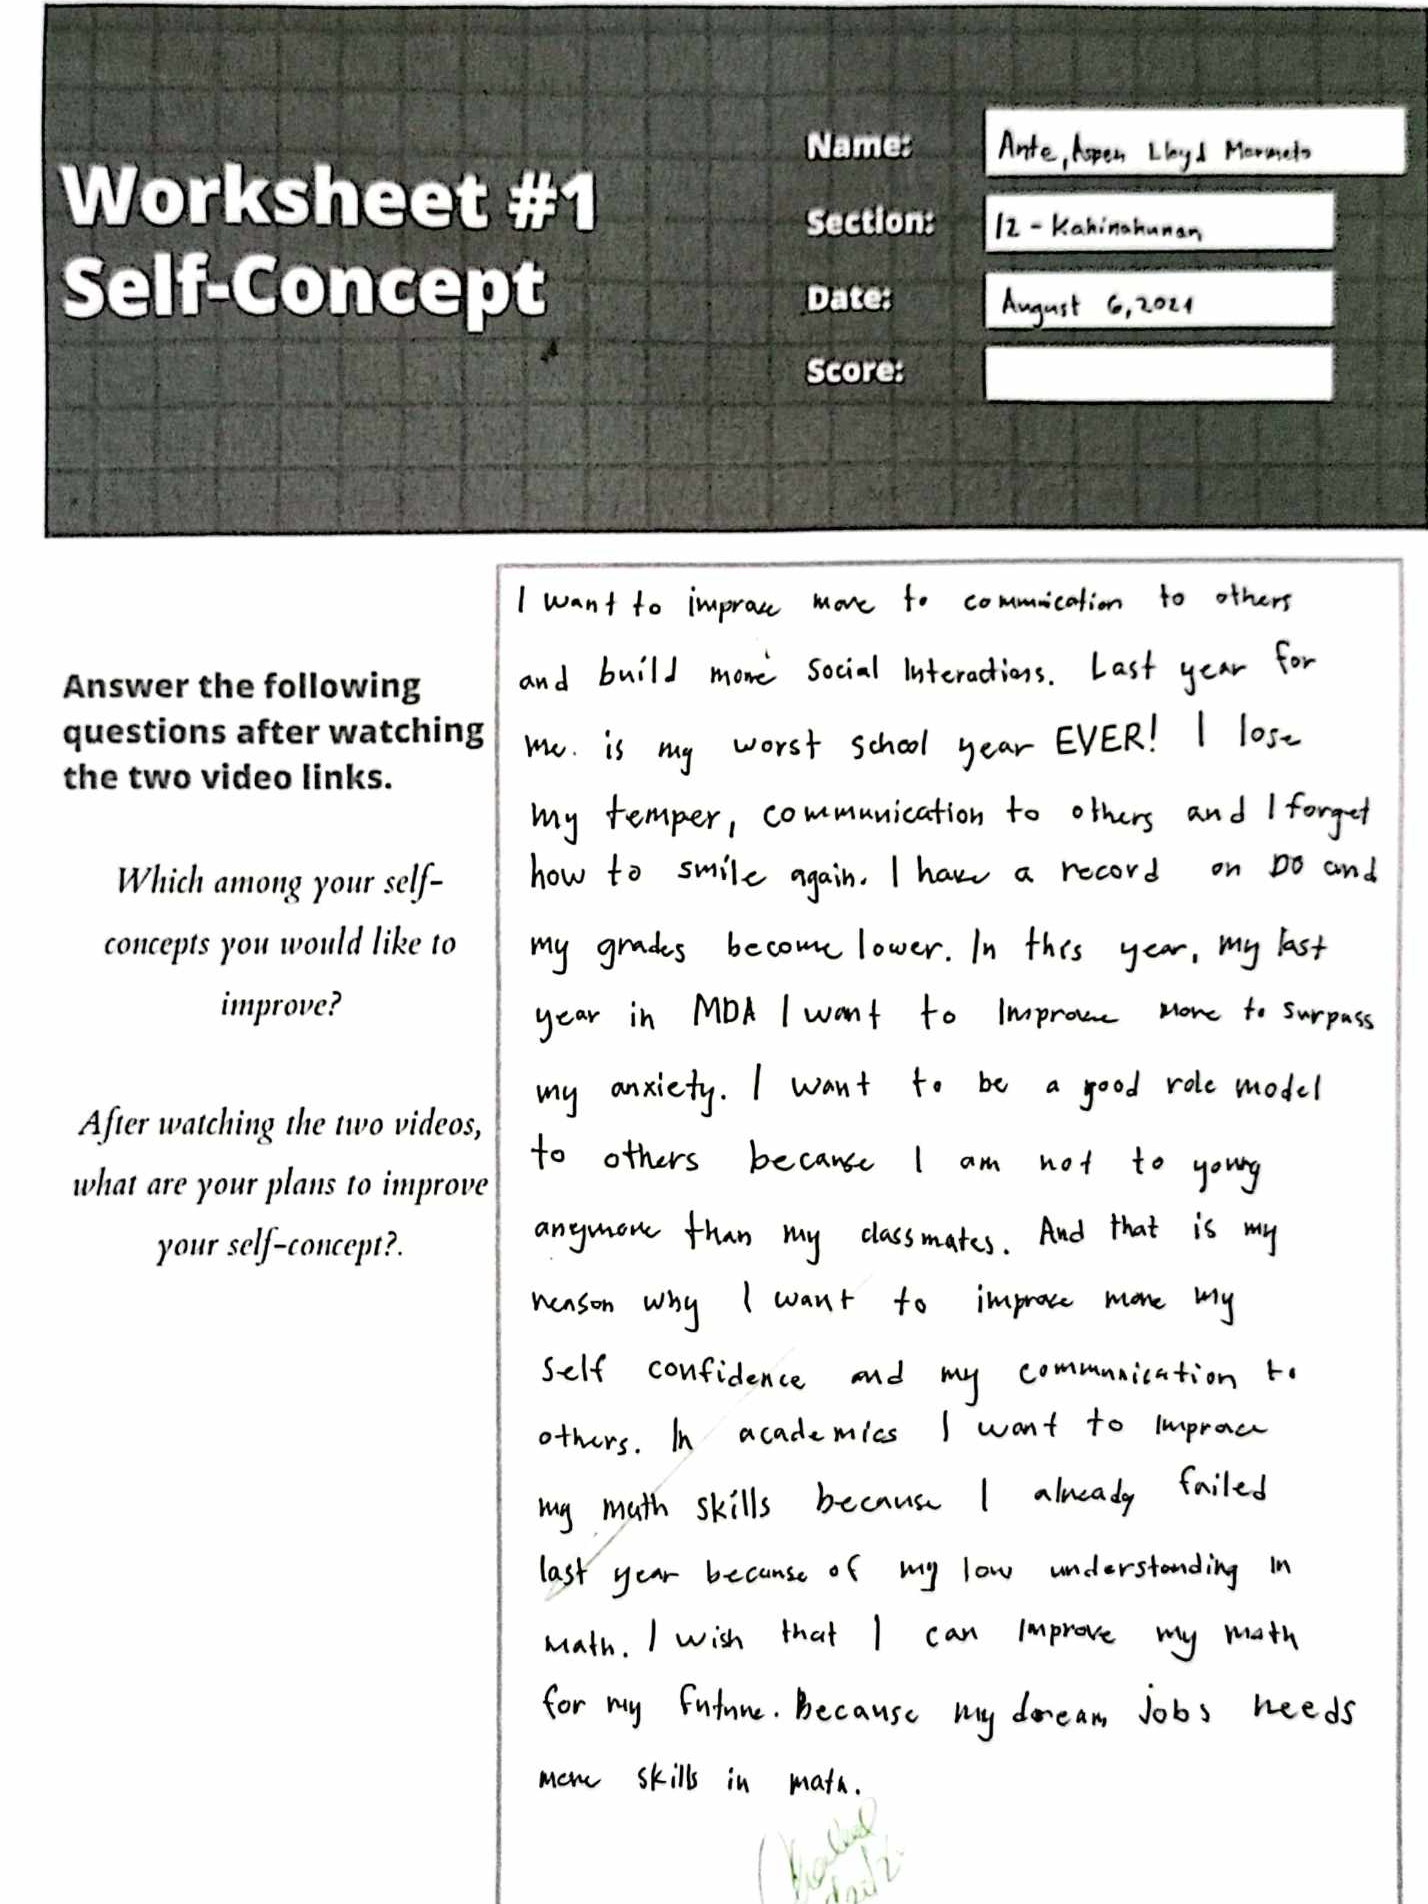 Worksheet #1
Self-Concept
Name: Ante, Aspen Lloyd
Section: 12 - Kahinahunan
Date: August 6, 2021
Score:
Answer the following
questions after watching
the two video links.
Which among your self-
concepts you would like to
improve?
After watching the two videos,
what are your plans to improve
your self-concept?.
I want to improve more to commnication to others
and build more social Interactions. Last year for
me. is my worst school year EVER! I lose
my temper, communication to others and I forget
how to smile again. I have a record on DO and
my grades become lower. In this year, my last
year in MDA I want to Improve more to surpass
my anxiety. I want to be a good role model
to others because I am not to young
anymore than my classmates. And that is my
reason why I want to improve more my
self confidence and my communication to
others. In academics I want to Improve
my math skills because I already failed
last year because of my low understanding in
math. I wish that I can Improve my math
for my future. Because my dream jobs needs
more skills in math.